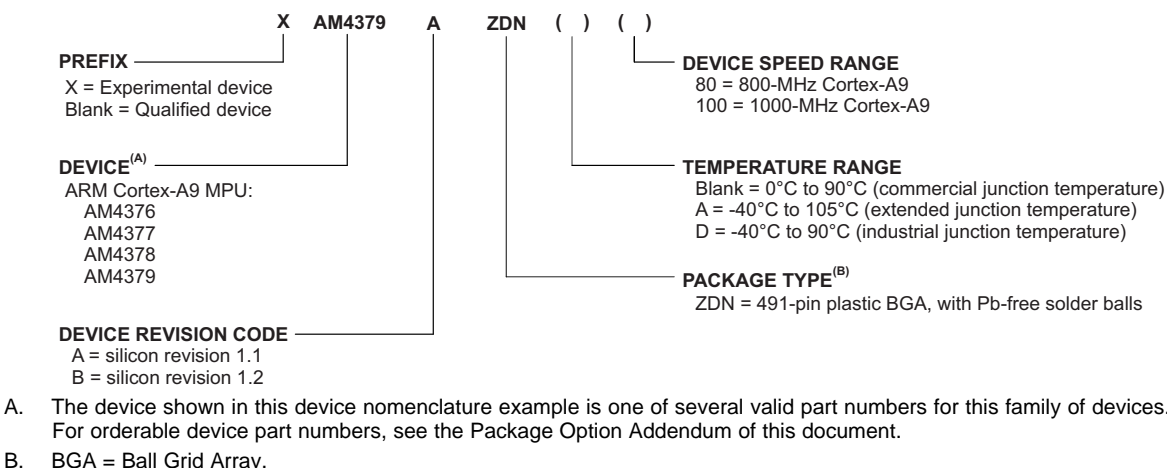 X AM4379 A ZDN ( ) ( )
PREFIX
X = Experimental device
Blank = Qualified device
DEVICE(A)
ARM Cortex-A9 MPU:
AM4376
AM4377
AM4378
AM4379
DEVICE REVISION CODE
A = silicon revision 1.1
B = silicon revision 1.2
DEVICE SPEED RANGE
80 = 800-MHz Cortex-A9
100 = 1000-MHz Cortex-A9
TEMPERATURE RANGE
Blank = 0°C to 90°C (commercial junction temperature)
A = -40°C to 105°C (extended junction temperature)
D = -40°C to 90°C (industrial junction temperature)
PACKAGE TYPE(B)
ZDN = 491-pin plastic BGA, with Pb-free solder balls
A. The device shown in this device nomenclature example is one of several valid part numbers for this family of devices.
For orderable device part numbers, see the Package Option Addendum of this document.
B. BGA = Ball Grid Array.